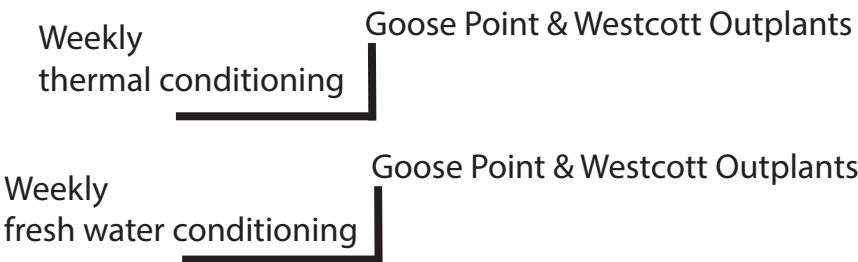 Goose Point & Westcott Outplants
Weekly
thermal conditioning
Goose Point & Westcott Outplants
Weekly
fresh water conditioning